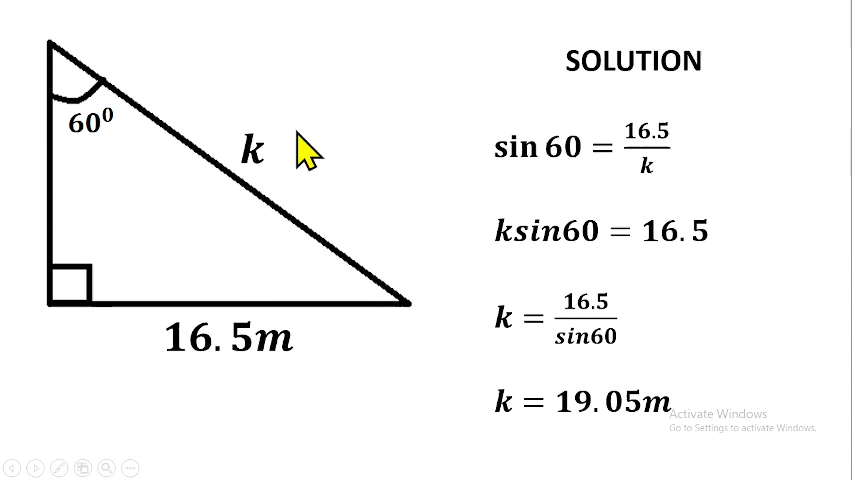 60⁰
k
16.5m
SOLUTION
sin 60 = 16.5/k
ksin60 = 16.5
k = 16.5/sin60
k = 19.05m
Activate Windows
Go to Settings to activate Windows.